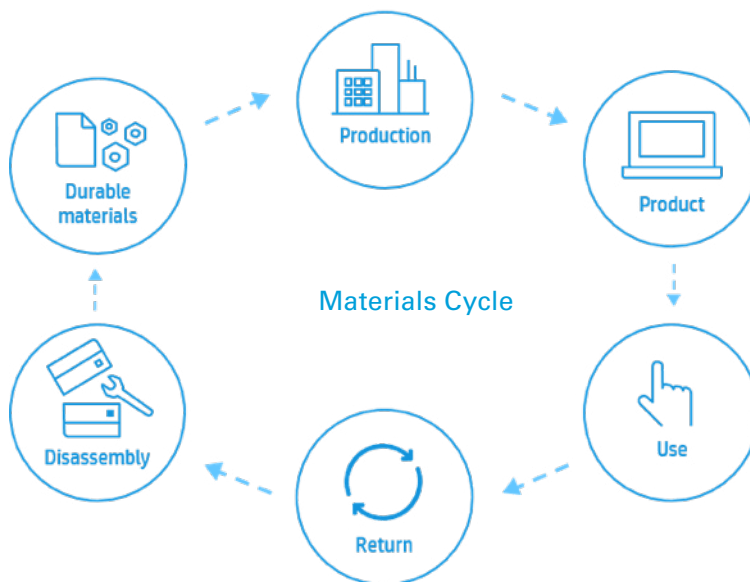 Production
Durable
materials
Product
Materials Cycle
Disassembly
Use
Return